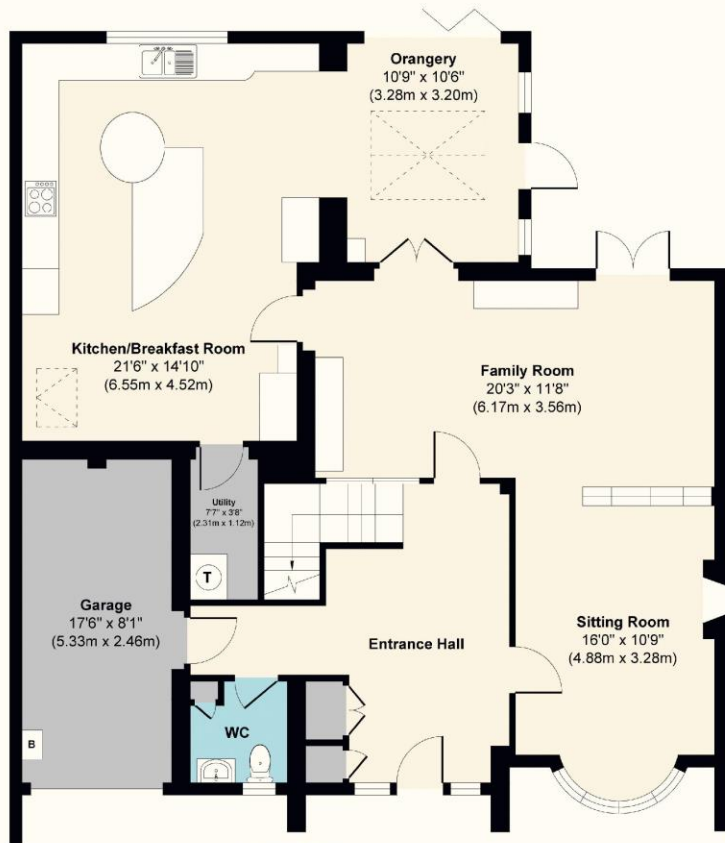 Orangery
10'9" x 10'6"
(3.28m x 3.20m)
Kitchen/Breakfast Room
21'6" x 14'10"
(6.55m x 4.52m)
Family Room
20'3" x 11'8"
(6.17m x 3.56m)
Utility
7'7" x 3'8"
(2.31m x 1.12m)
T
Garage
17'6" x 8'1"
(5.33m x 2.46m)
Entrance Hall
Sitting Room
16'0" x 10'9"
(4.88m x 3.28m)
WC
B